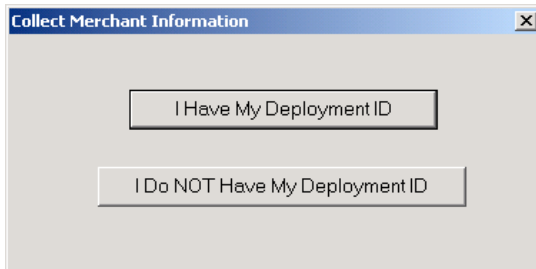 Collect Merchant Information
I Have My Deployment ID
I Do NOT Have My Deployment ID